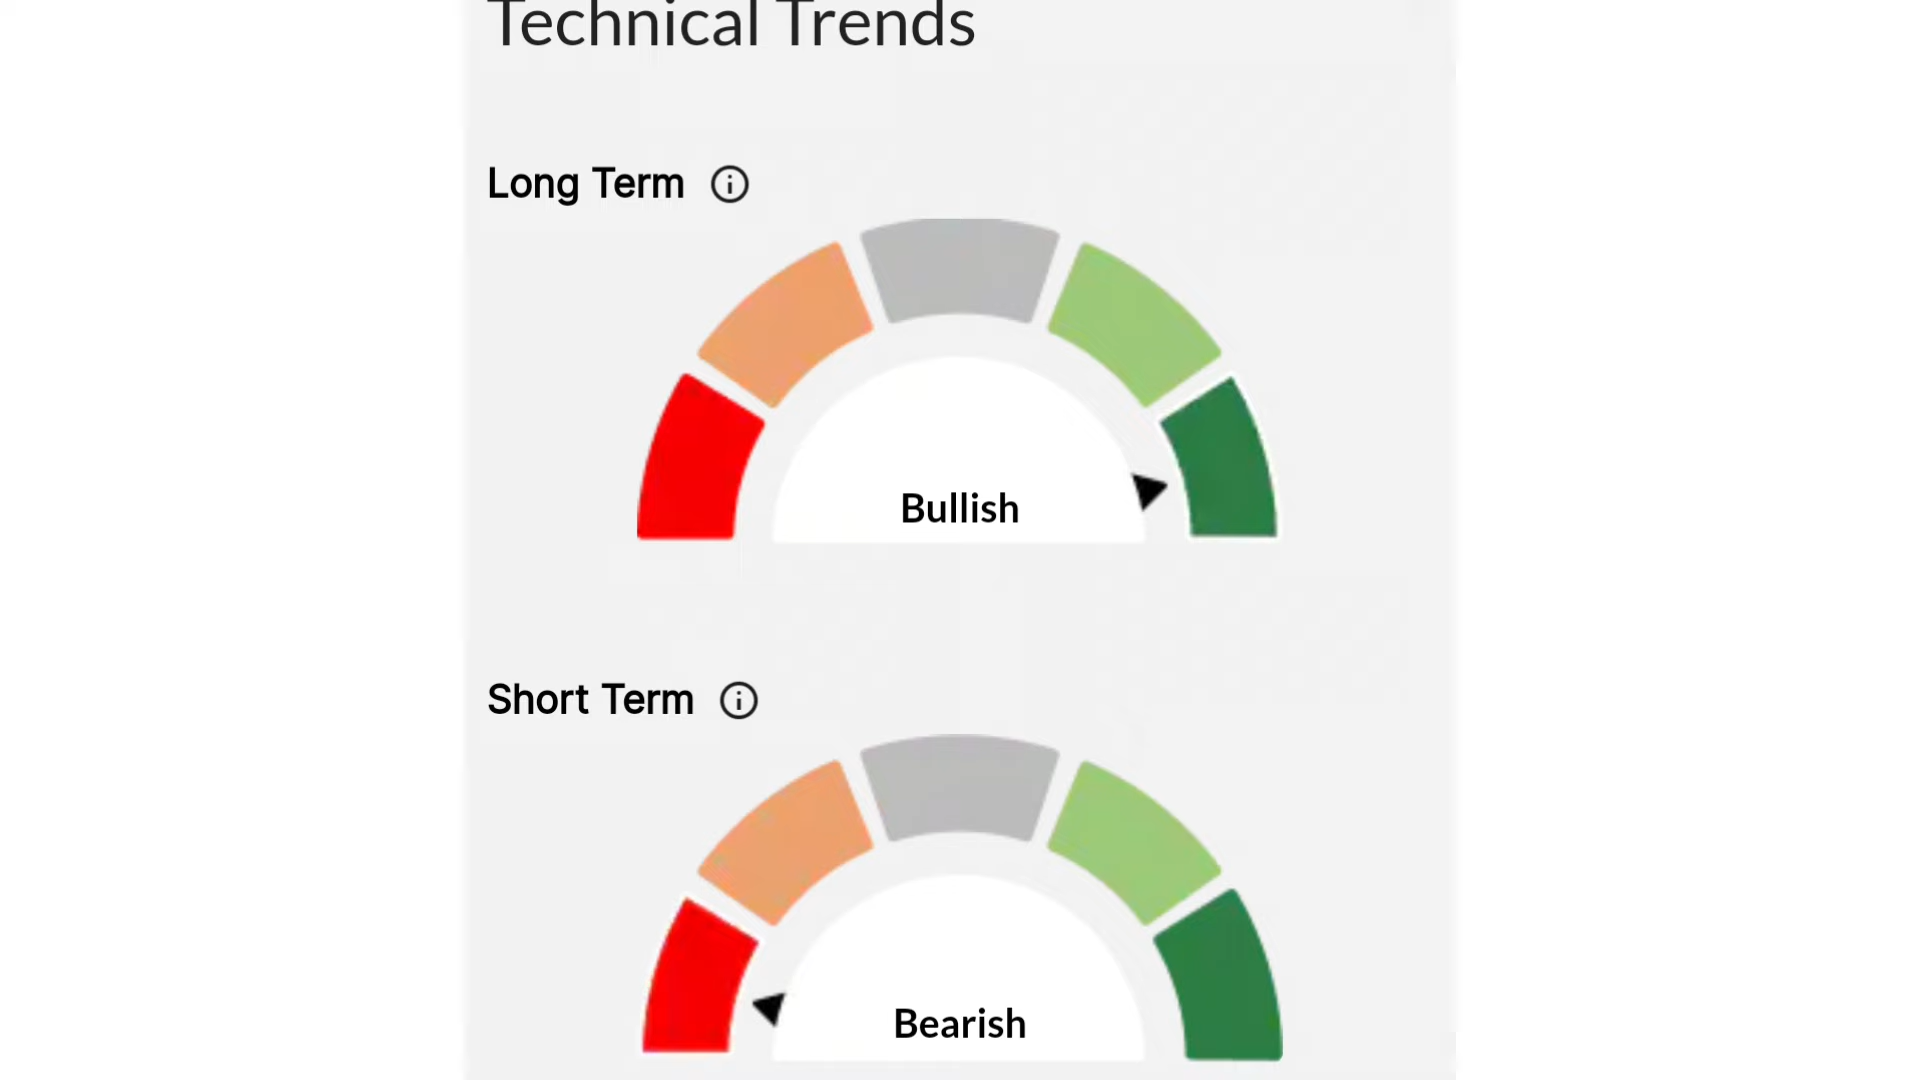 Technical Trends
Long Term
Bullish
Short Term
Bearish